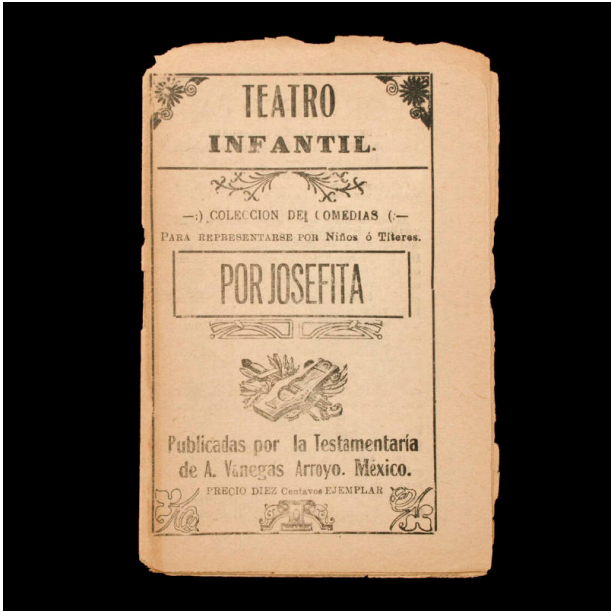 TEATRO
INFANTIL.
—:) COLECCION DE COMEDIAS (:—
PARA REPRESENTARSE POR Niños ó Títeres.
POR JOSEFITA
Publicadas por la Testamentaría
de A. Vanegas Arroyo. México.
PRECIO DIEZ Centavos EJEMPLAR